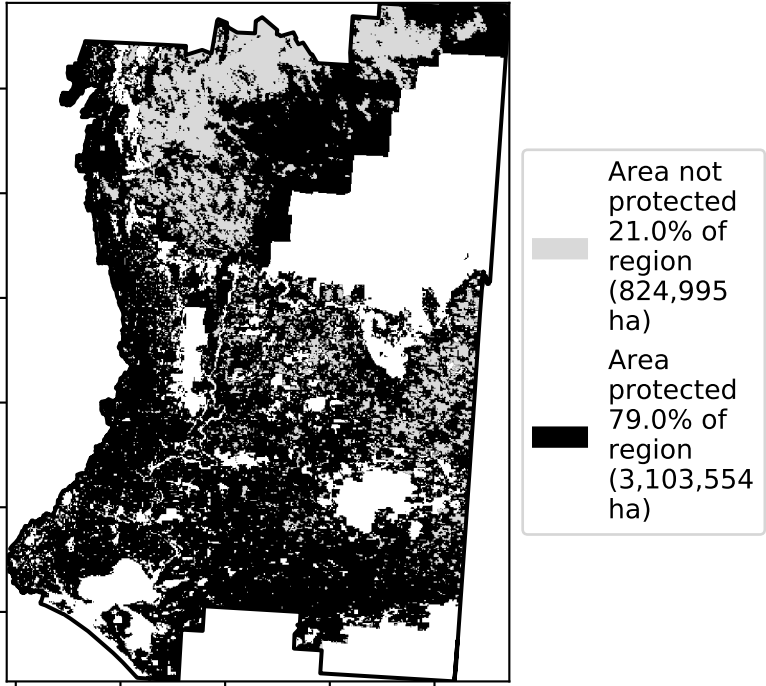 Area not
protected
21.0% of
region
(824,995
ha)
Area
protected
79.0% of
region
(3,103,554
ha)